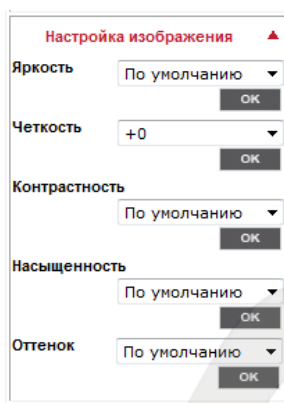 Настройка изображения
Яркость
По умолчанию
OK
Четкость
+0
OK
Контрастность
По умолчанию
OK
Насыщенность
По умолчанию
OK
Оттенок
По умолчанию
OK